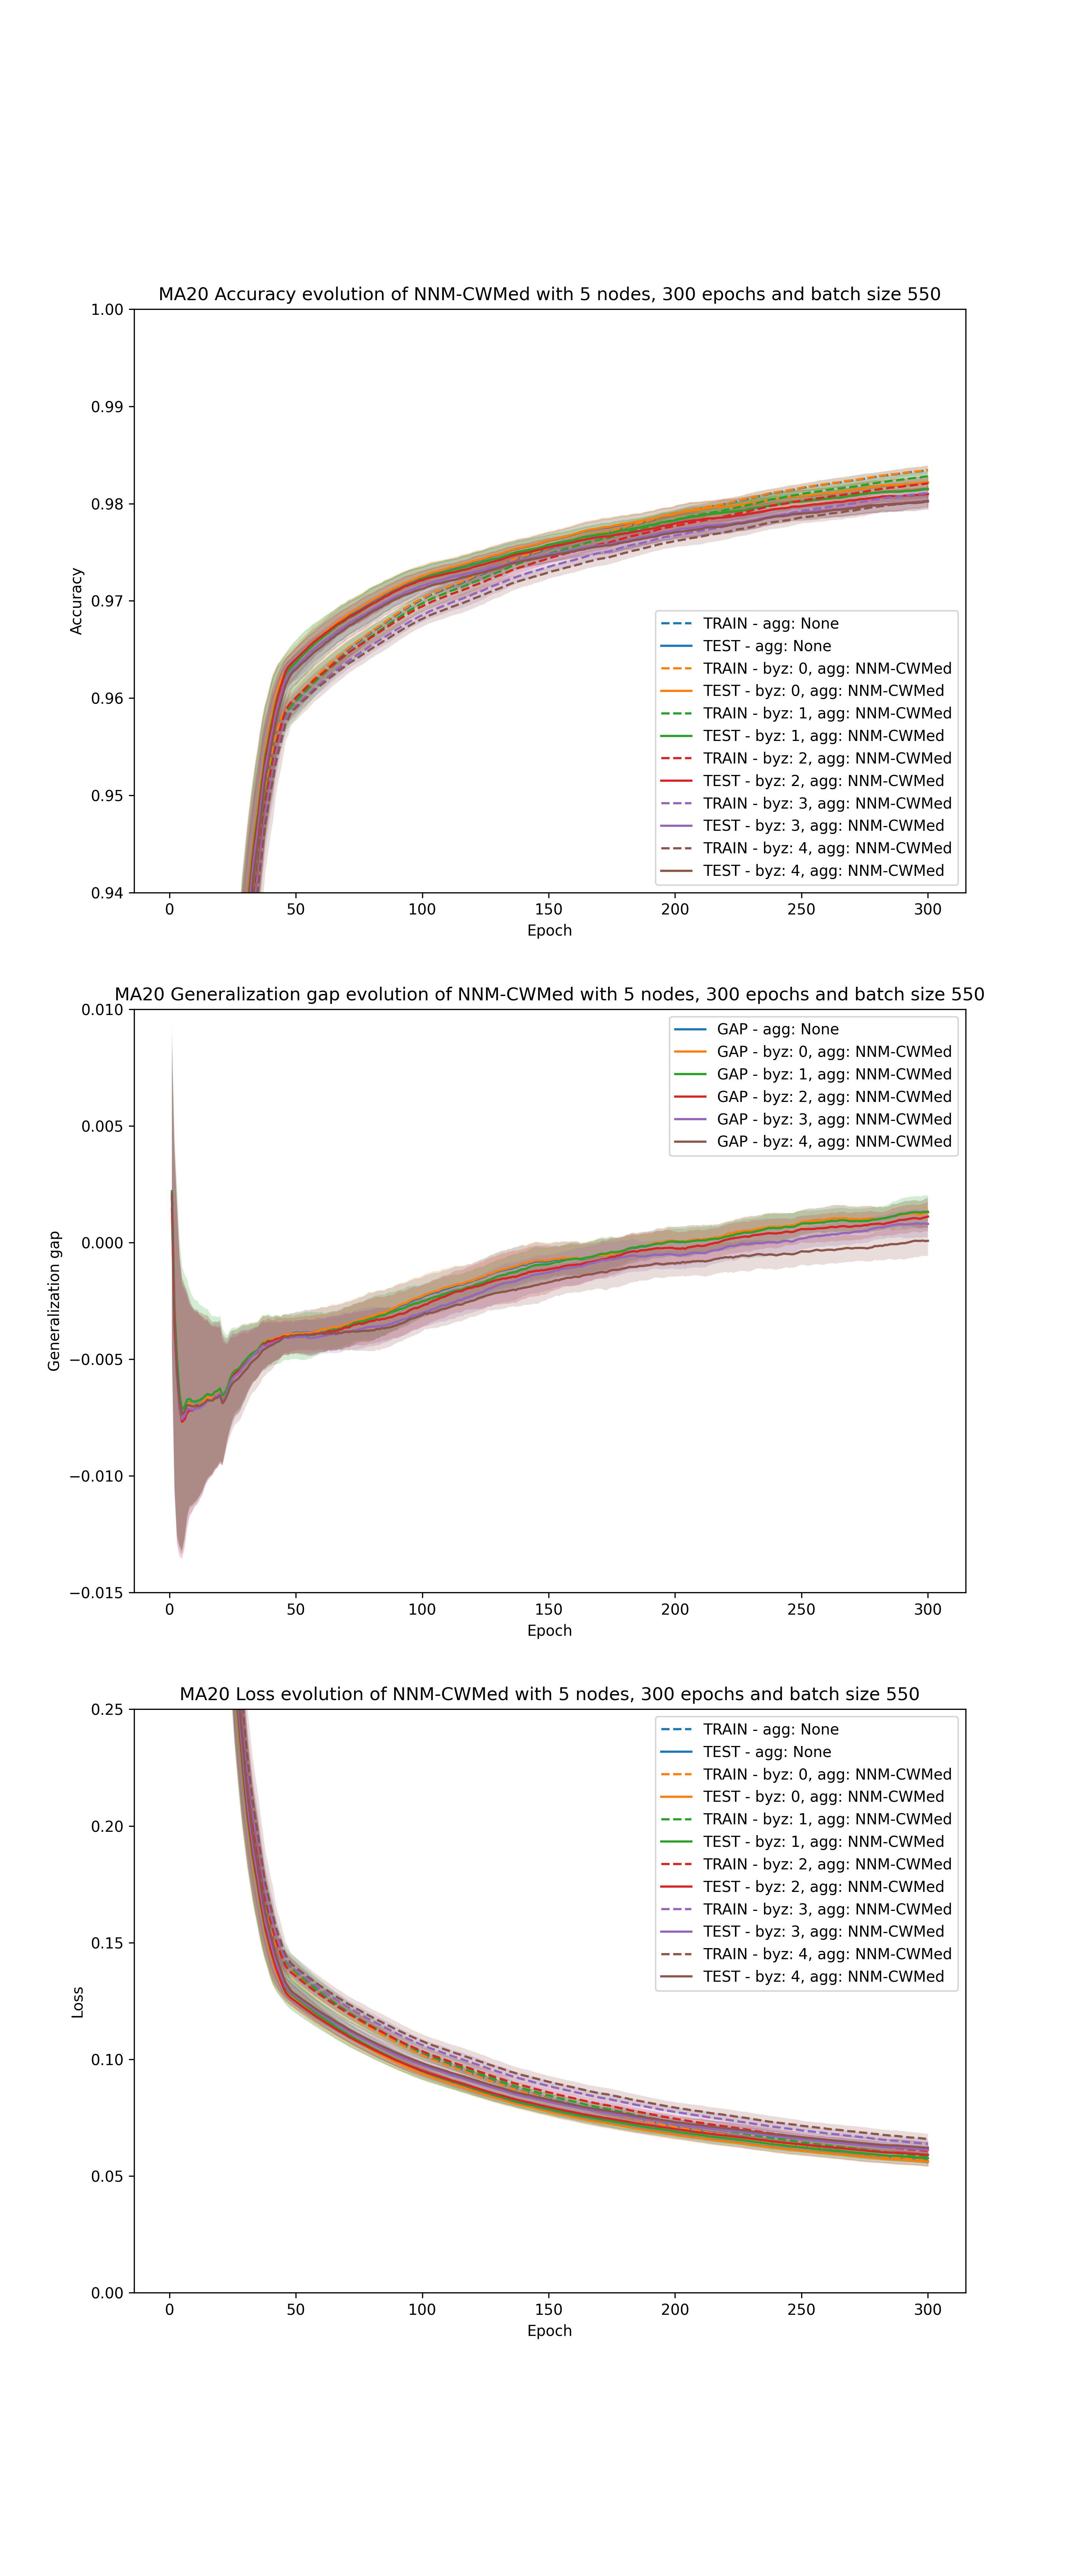 MA20 Accuracy evolution of NNM-CWMed with 5 nodes, 300 epochs and batch size 550
1.00
0.99
0.98
0.97
0.96
0.95
0.94
Accuracy
TRAIN - agg: None
TEST - agg: None
TRAIN - byz: 0, agg: NNM-CWMed
TEST - byz: 0, agg: NNM-CWMed
TRAIN - byz: 1, agg: NNM-CWMed
TEST - byz: 1, agg: NNM-CWMed
TRAIN - byz: 2, agg: NNM-CWMed
TEST - byz: 2, agg: NNM-CWMed
TRAIN - byz: 3, agg: NNM-CWMed
TEST - byz: 3, agg: NNM-CWMed
TRAIN - byz: 4, agg: NNM-CWMed
TEST - byz: 4, agg: NNM-CWMed
0 50 100 150 200 250 300
Epoch
MA20 Generalization gap evolution of NNM-CWMed with 5 nodes, 300 epochs and batch size 550
0.010
0.005
0.000
−0.005
−0.010
−0.015
Generalization gap
GAP - agg: None
GAP - byz: 0, agg: NNM-CWMed
GAP - byz: 1, agg: NNM-CWMed
GAP - byz: 2, agg: NNM-CWMed
GAP - byz: 3, agg: NNM-CWMed
GAP - byz: 4, agg: NNM-CWMed
0 50 100 150 200 250 300
Epoch
MA20 Loss evolution of NNM-CWMed with 5 nodes, 300 epochs and batch size 550
0.25
0.20
0.15
0.10
0.05
0.00
Loss
TRAIN - agg: None
TEST - agg: None
TRAIN - byz: 0, agg: NNM-CWMed
TEST - byz: 0, agg: NNM-CWMed
TRAIN - byz: 1, agg: NNM-CWMed
TEST - byz: 1, agg: NNM-CWMed
TRAIN - byz: 2, agg: NNM-CWMed
TEST - byz: 2, agg: NNM-CWMed
TRAIN - byz: 3, agg: NNM-CWMed
TEST - byz: 3, agg: NNM-CWMed
TRAIN - byz: 4, agg: NNM-CWMed
TEST - byz: 4, agg: NNM-CWMed
0 50 100 150 200 250 300
Epoch